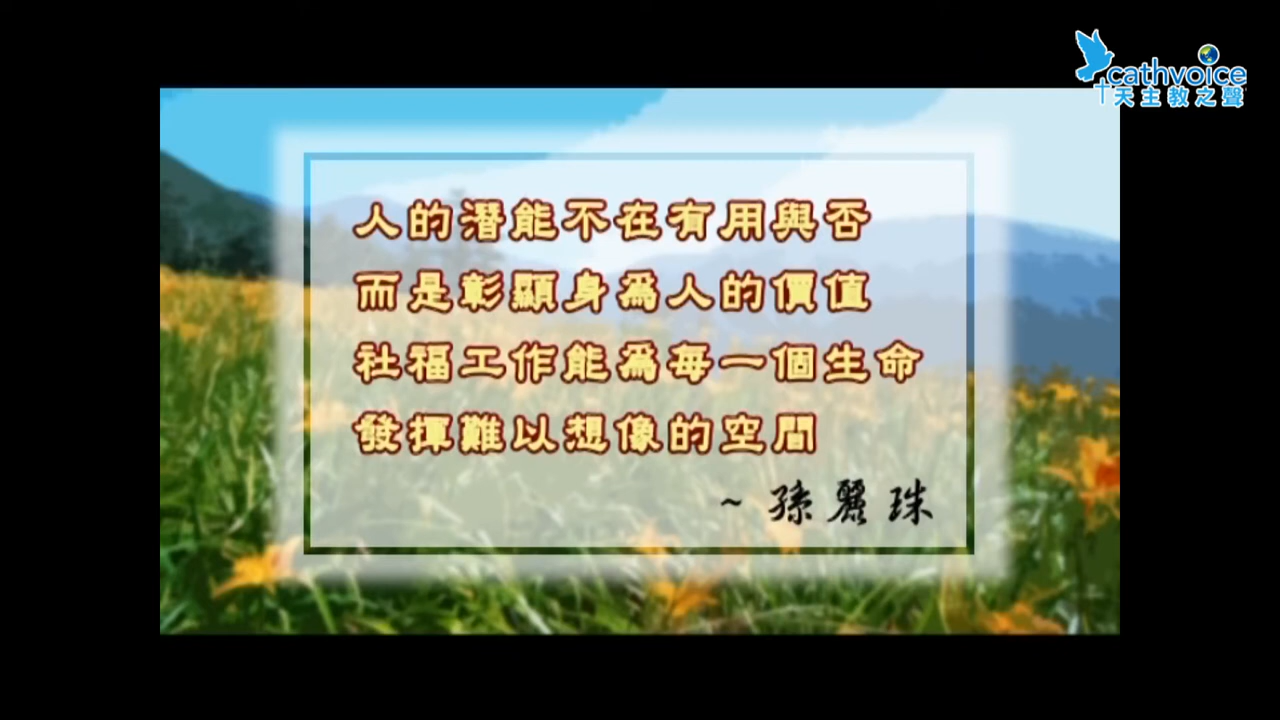 cathvoice
天主教之聲
人的潛能不在有用與否
而是彰顯身為人的價值
社福工作能為每一個生命
發揮難以想像的空間
~ 孫麗珠